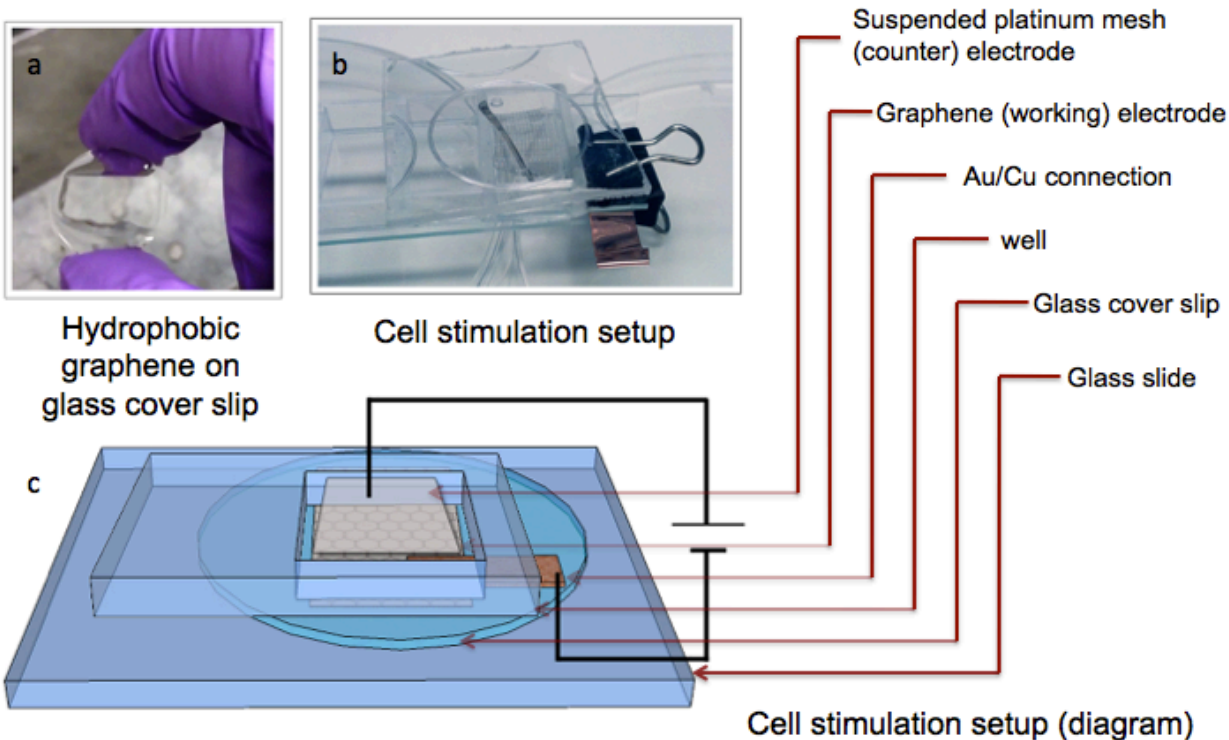 a
b
Hydrophobic
graphene on
glass cover slip
Cell stimulation setup
Suspended platinum mesh
(counter) electrode
Graphene (working) electrode
Au/Cu connection
well
Glass cover slip
Glass slide
c
Cell stimulation setup (diagram)